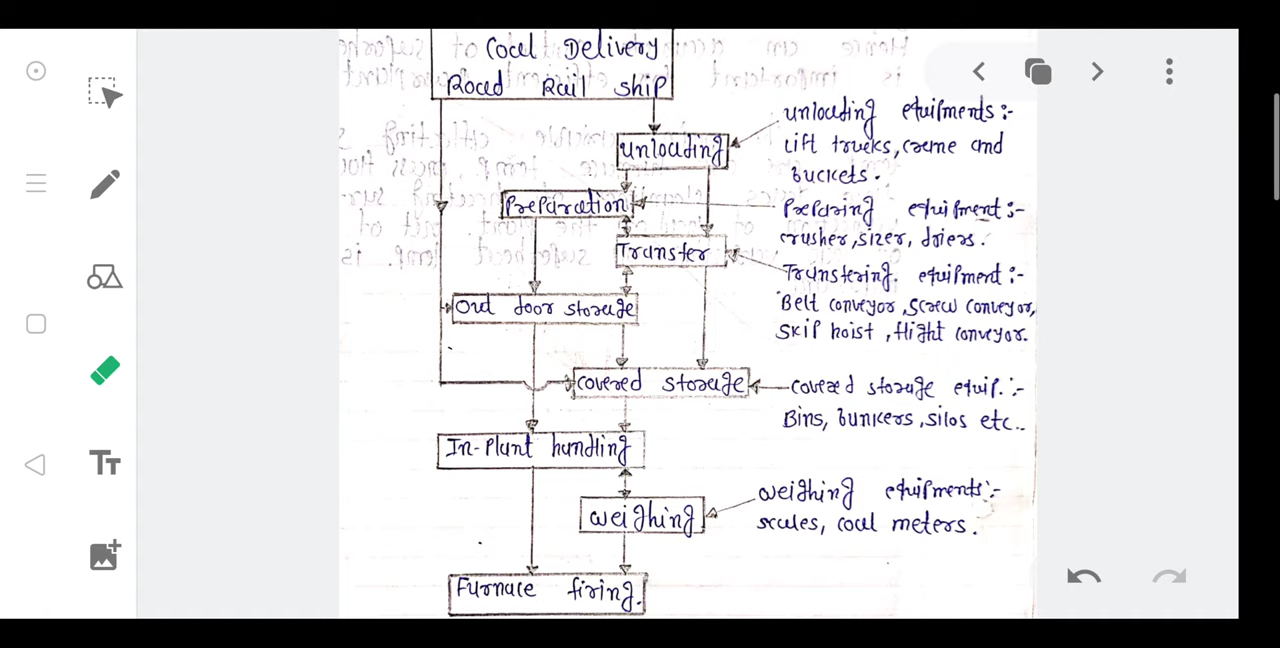 Coal Delivery
Road Rail ship
unloading
unloading equipments:-
Lift trucks, crane and
buckets.
Preparation
Preparing equipment:-
crusher, sizer, driers.
Transfer
Transfering equipment:-
Belt conveyor, screw conveyor,
skip hoist, flight conveyor.
Out door storage
covered storage
covered storage equip.:-
Bins, bunkers, silos etc..
In-Plant handling
weighing
weighing equipments:-
scales, coal meters.
Furnace firing.
TT